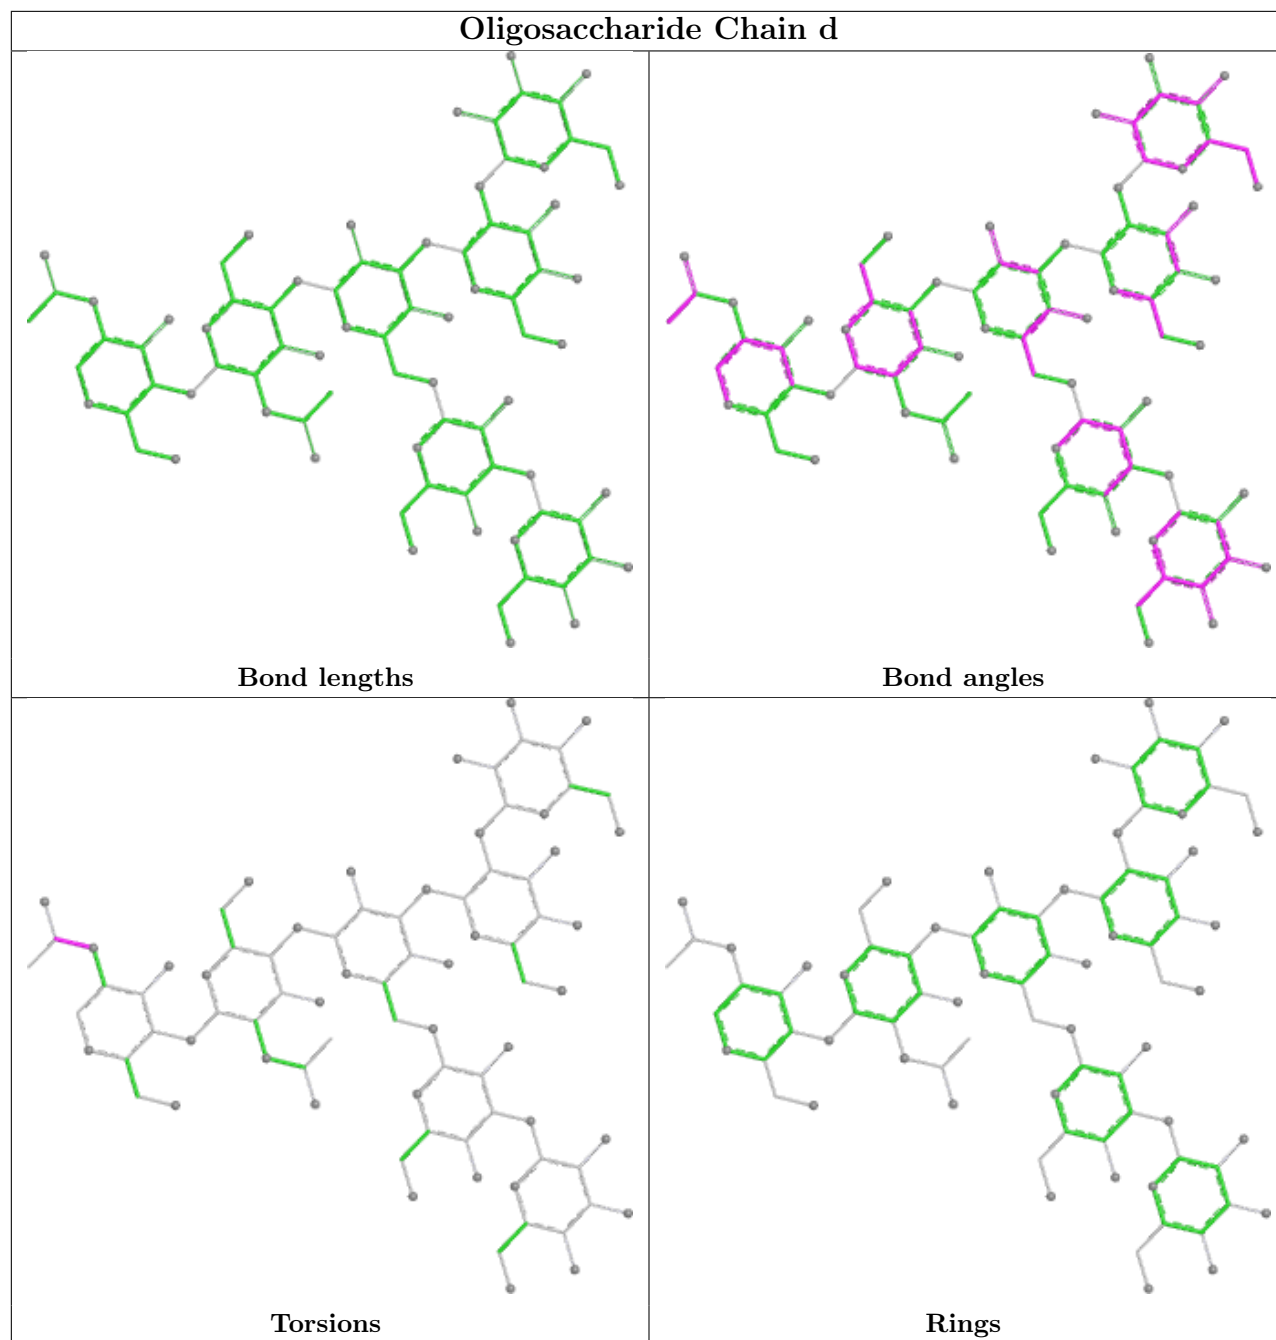 Oligosaccharide Chain d
Bond lengths
Bond angles
Torsions
Rings